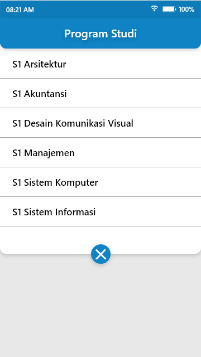 08:21 AM 100%
Program Studi
S1 Arsitektur
S1 Akuntansi
S1 Desain Komunikasi Visual
S1 Manajemen
S1 Sistem Komputer
S1 Sistem Informasi